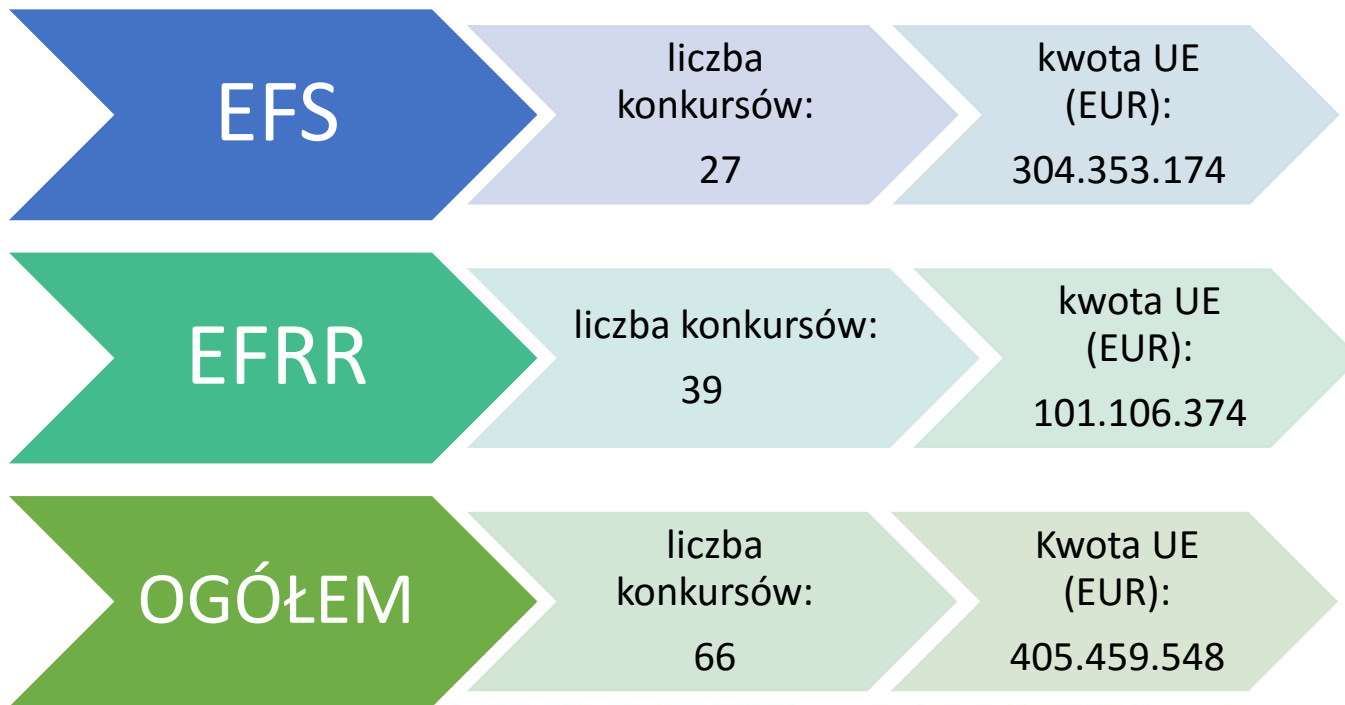 EFS
liczba
konkursów:
27
kwota UE
(EUR):
304.353.174
EFRR
liczba konkursów:
39
kwota UE
(EUR):
101.106.374
OGÓŁEM
liczba
konkursów:
66
Kwota UE
(EUR):
405.459.548